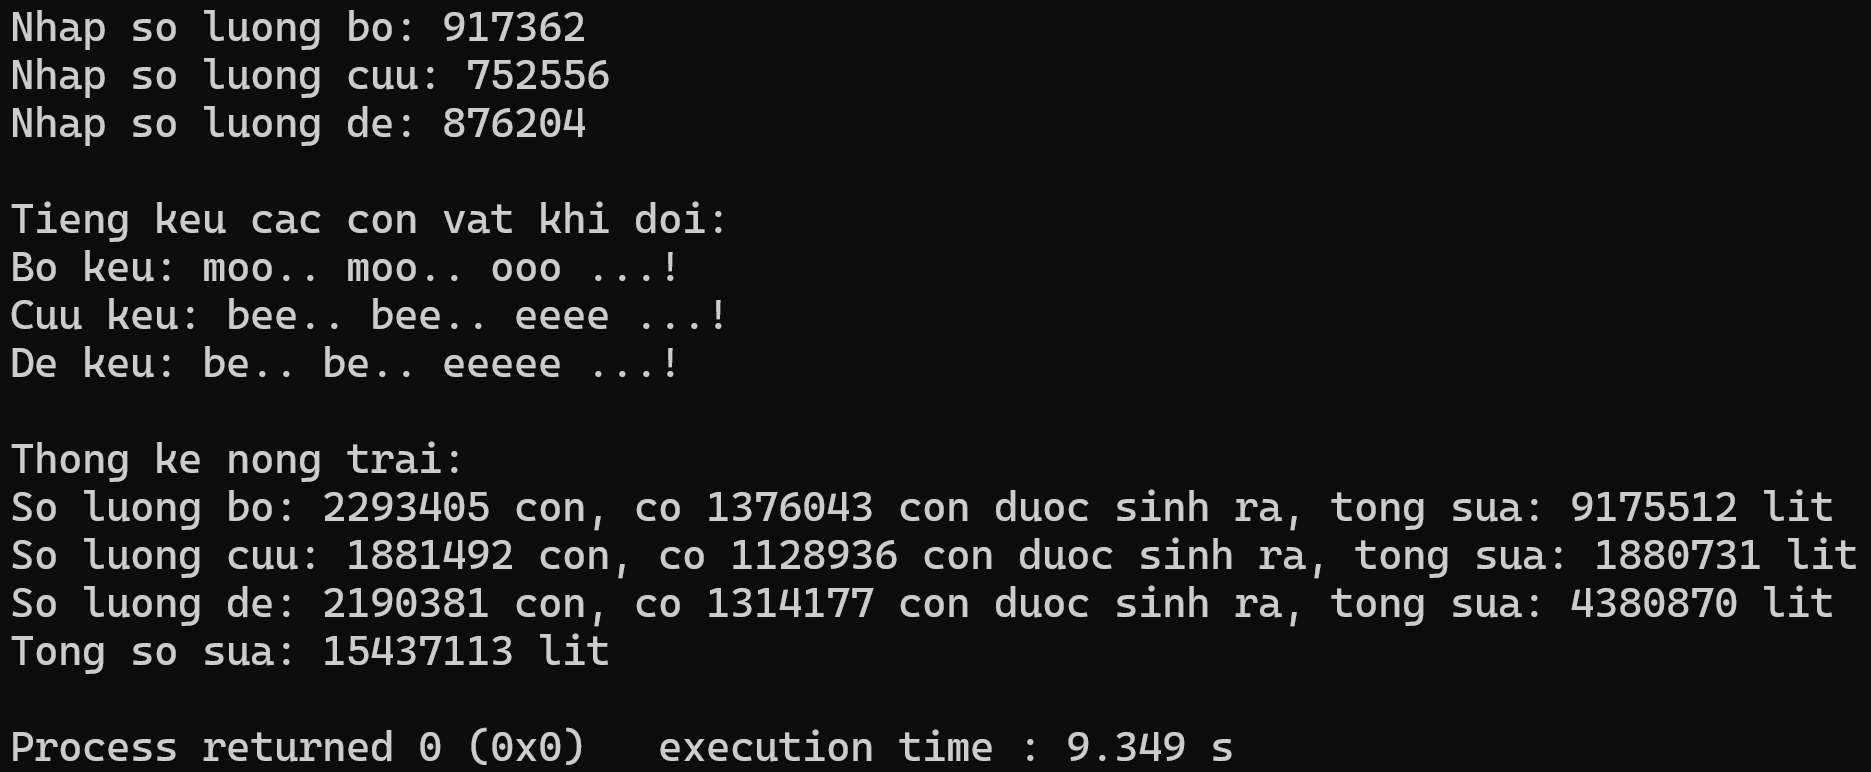 Nhap so luong bo: 917362
Nhap so luong cuu: 752556
Nhap so luong de: 876204
Tieng keu cac con vat khi doi:
Bo keu: moo.. moo.. ooo ...!
Cuu keu: bee.. bee.. eeee ...!
De keu: be.. be.. eeeee ...!
Thong ke nong trai:
So luong bo: 2293405 con, co 1376043 con duoc sinh ra, tong sua: 9175512 lit
So luong cuu: 1881492 con, co 1128936 con duoc sinh ra, tong sua: 1880731 lit
So luong de: 2190381 con, co 1314177 con duoc sinh ra, tong sua: 4380870 lit
Tong so sua: 15437113 lit
Process returned 0 (0x0)   execution time : 9.349 s